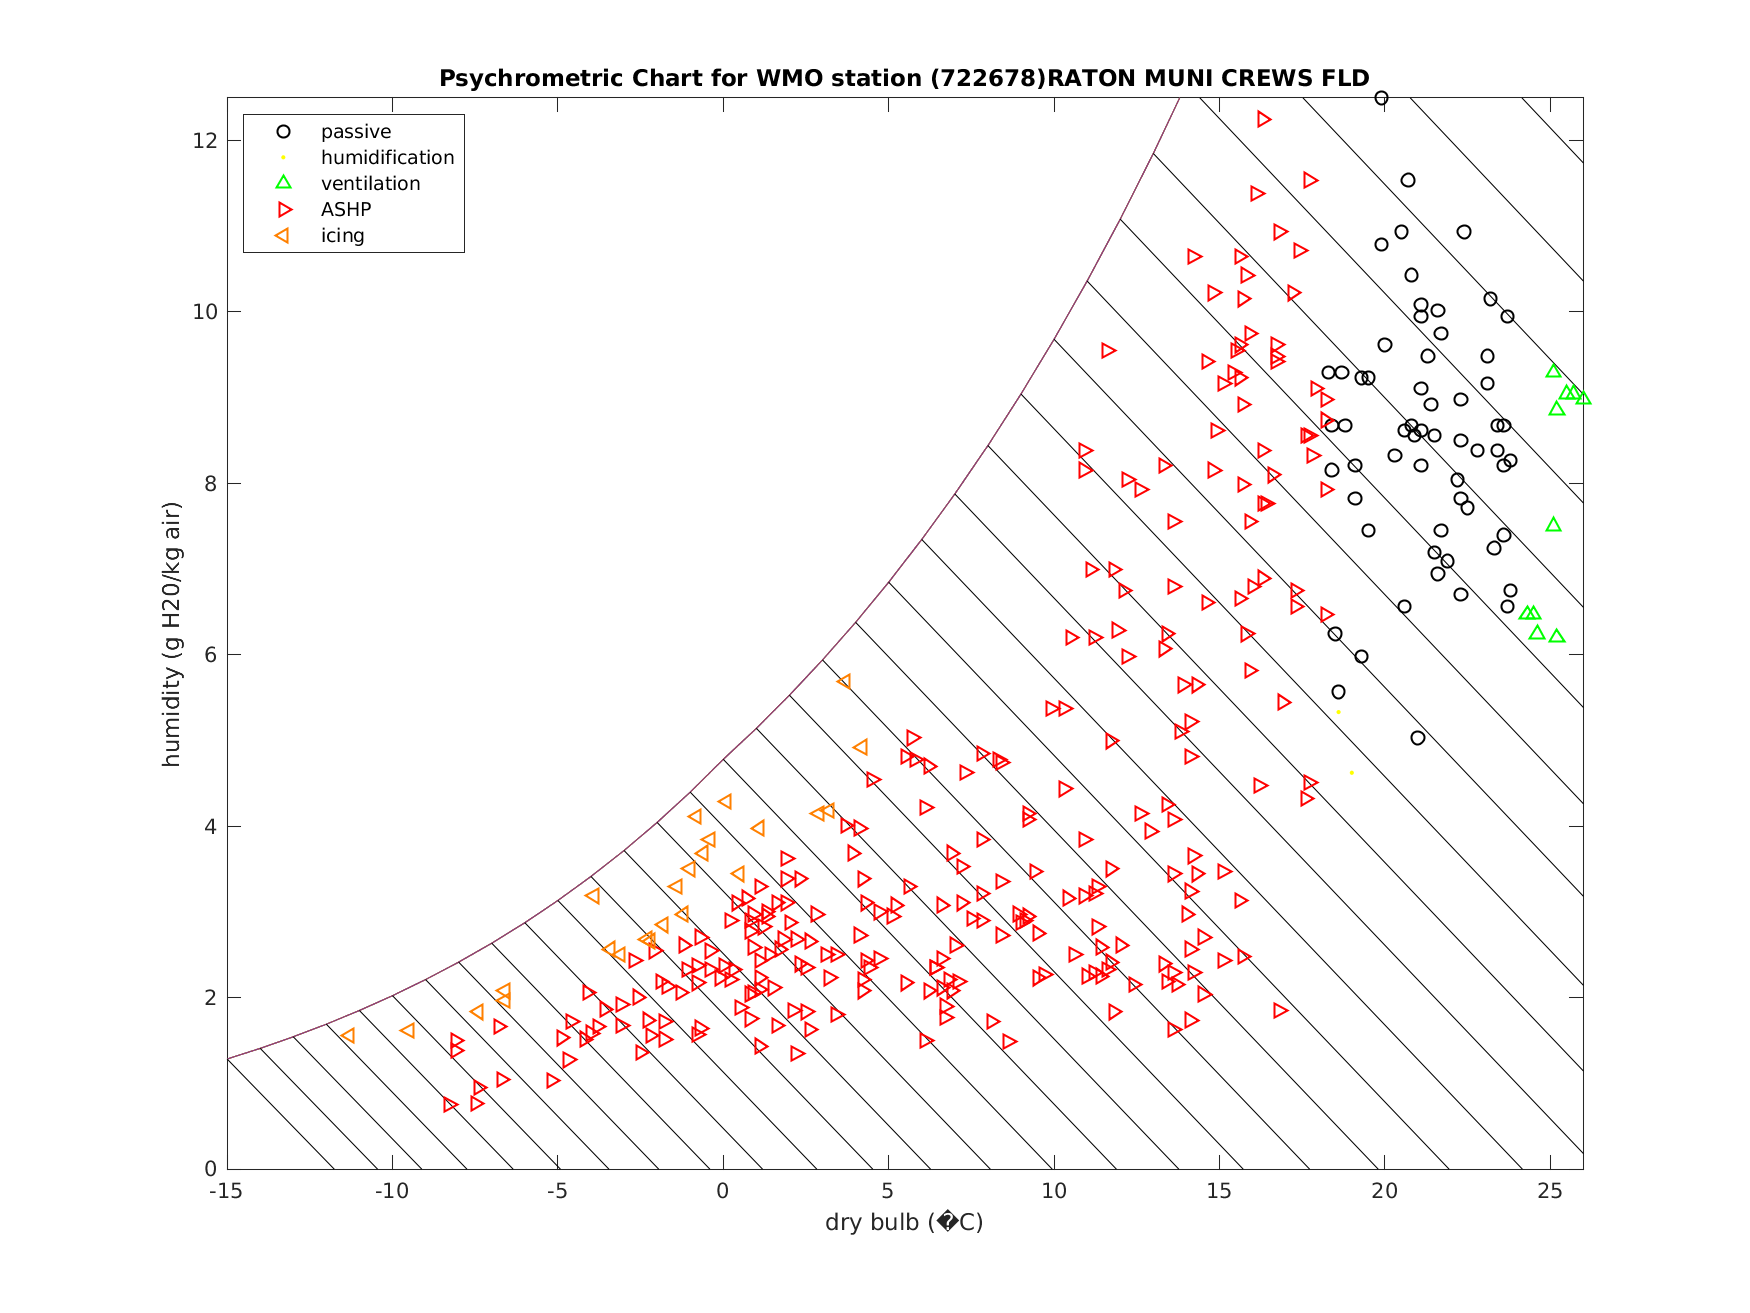 Psychrometric Chart for WMO station (722678)RATON MUNI CREWS FLD
passive
humidification
ventilation
ASHP
icing
humidity (g H20/kg air)
12
10
8
6
4
2
0
-15 -10 -5 0 5 10 15 20 25
dry bulb (�C)